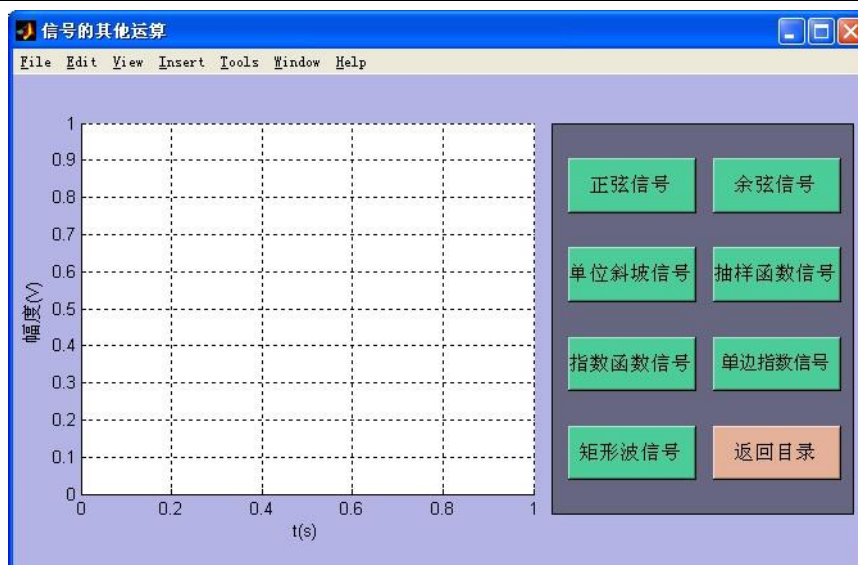 信号的其他运算
File Edit View Insert Tools Window Help
1
0.9
0.8
0.7
0.6
0.5
0.4
0.3
0.2
0.1
0
幅度(V)
0 0.2 0.4 0.6 0.8 1
t(s)
正弦信号 余弦信号
单位斜坡信号 抽样函数信号
指数函数信号 单边指数信号
矩形波信号 返回目录